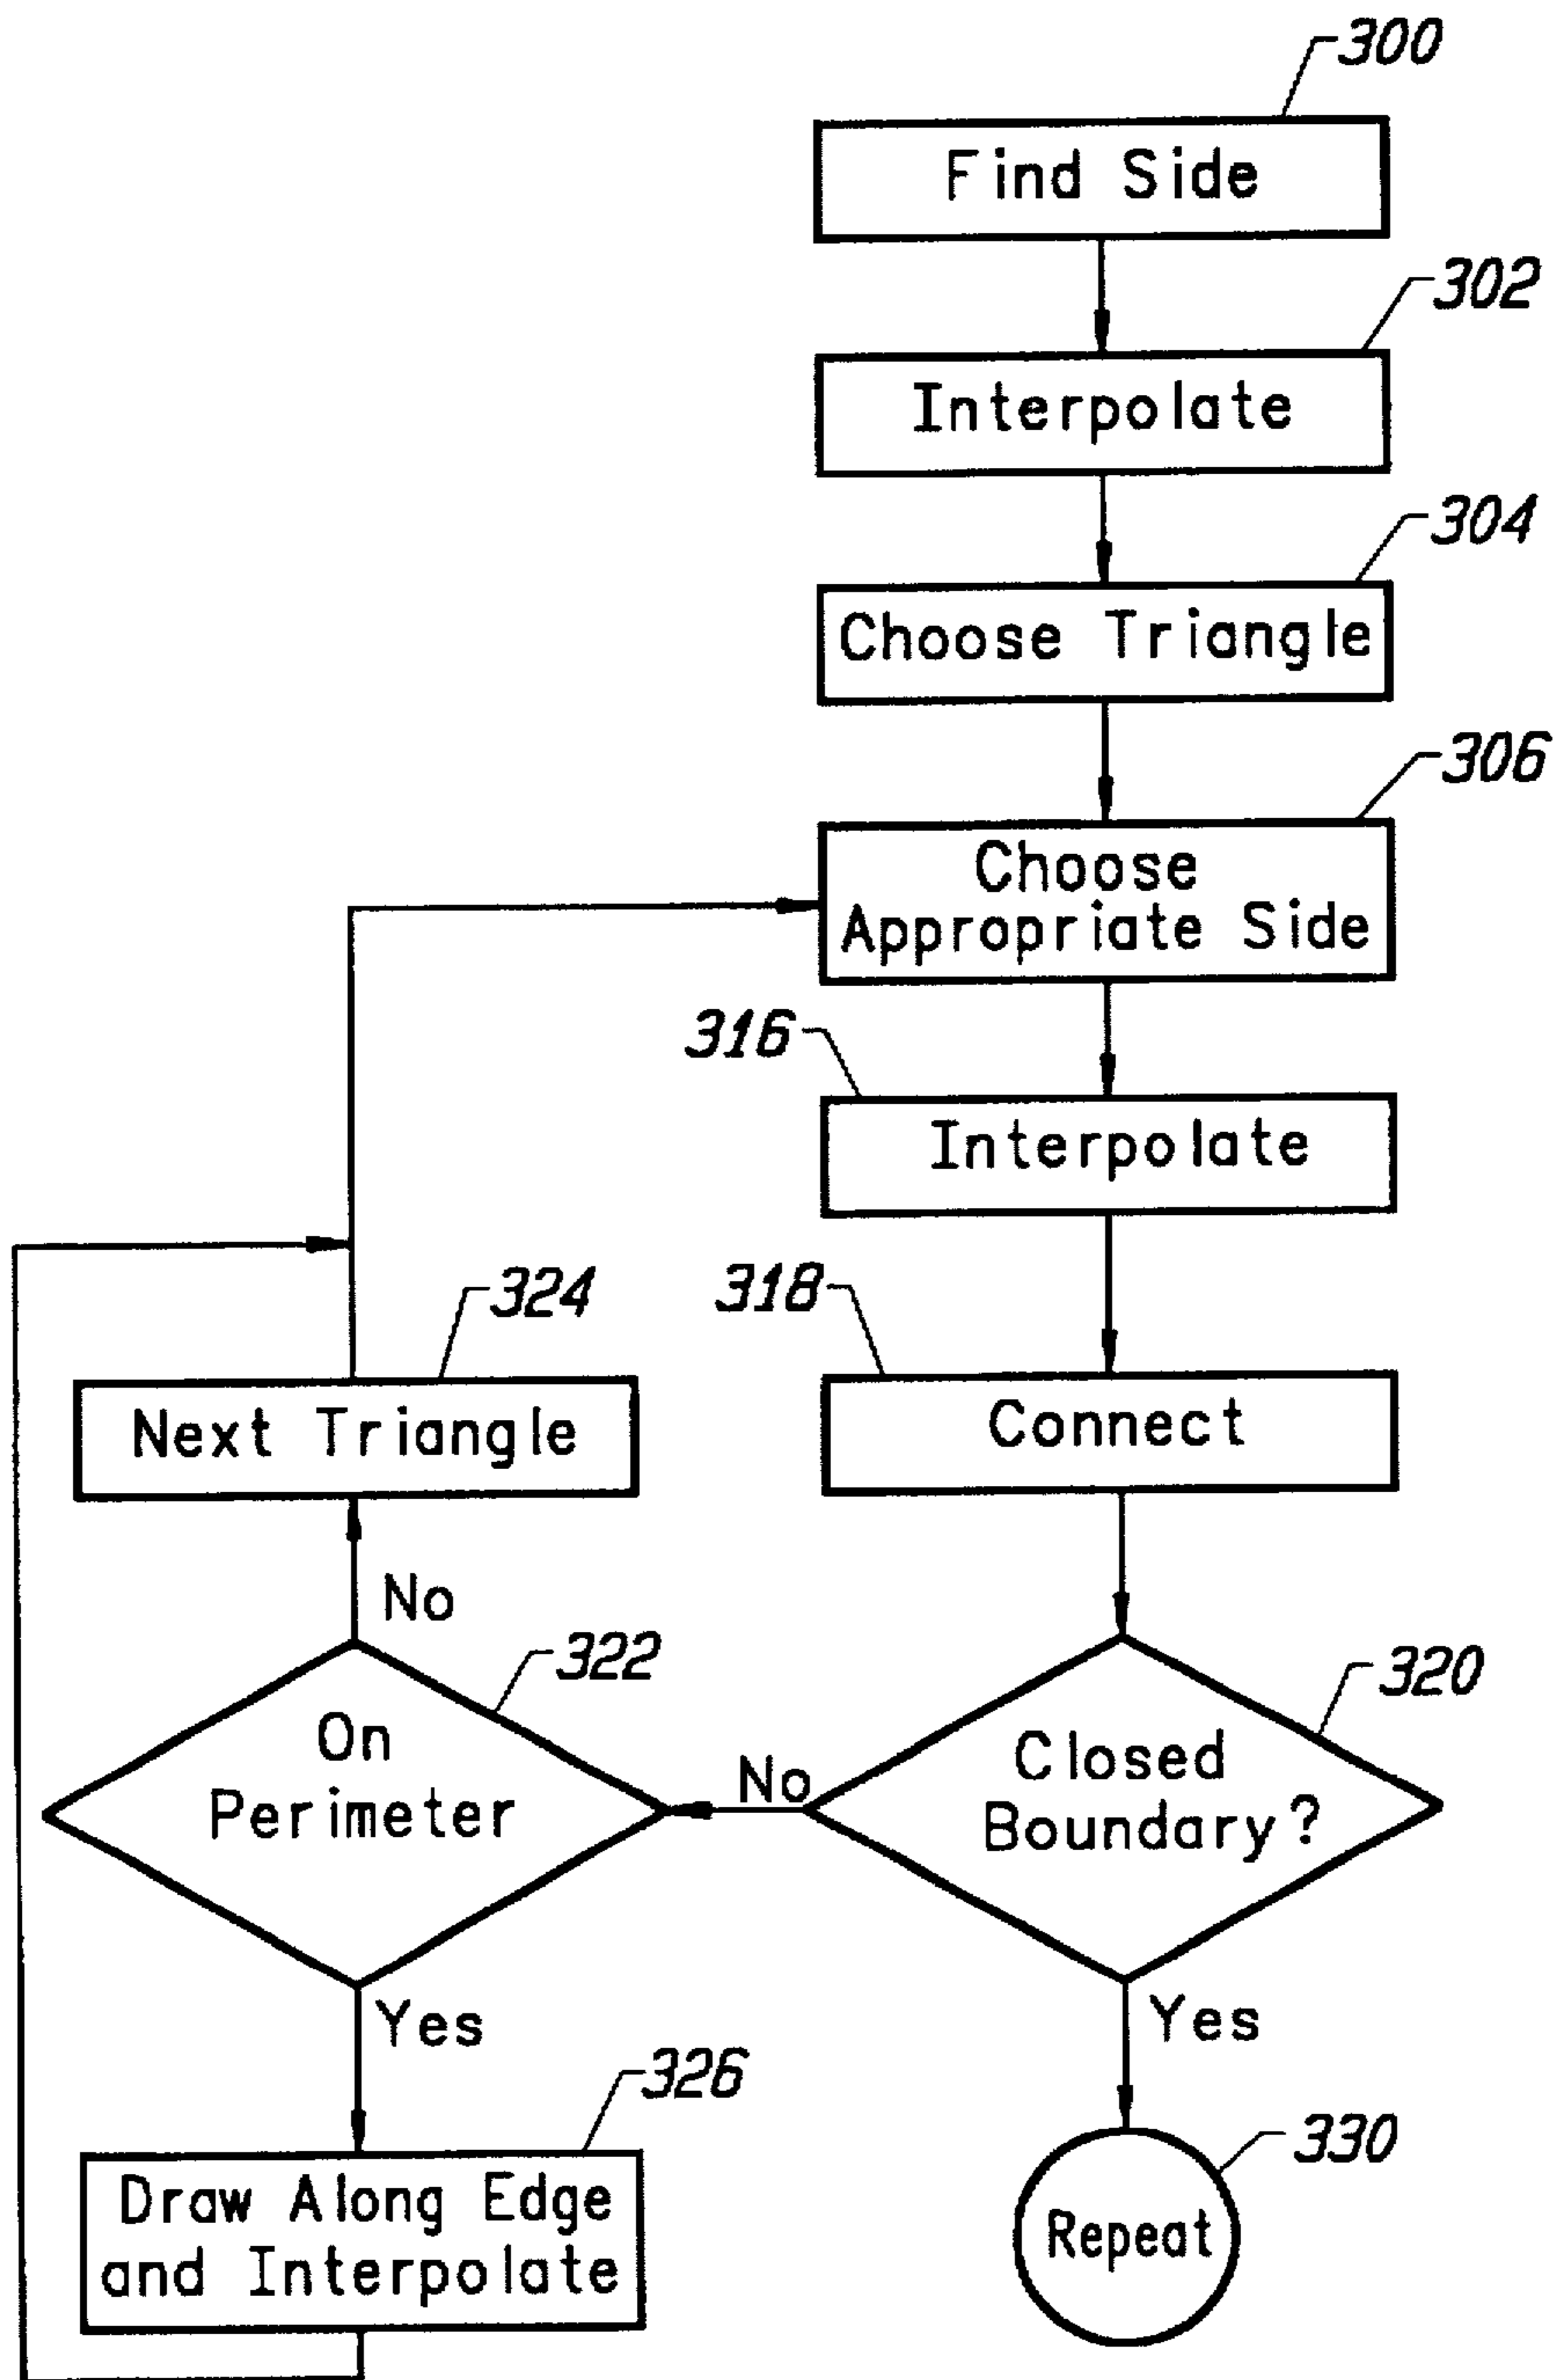 300
Find Side
302
Interpolate
304
Choose Triangle
306
Choose
Appropriate Side
316
Interpolate
318
Connect
324
Next Triangle
No
322
On
Perimeter
No
320
Closed
Boundary?
Yes
326
Draw Along Edge
and Interpolate
Yes
330
Repeat